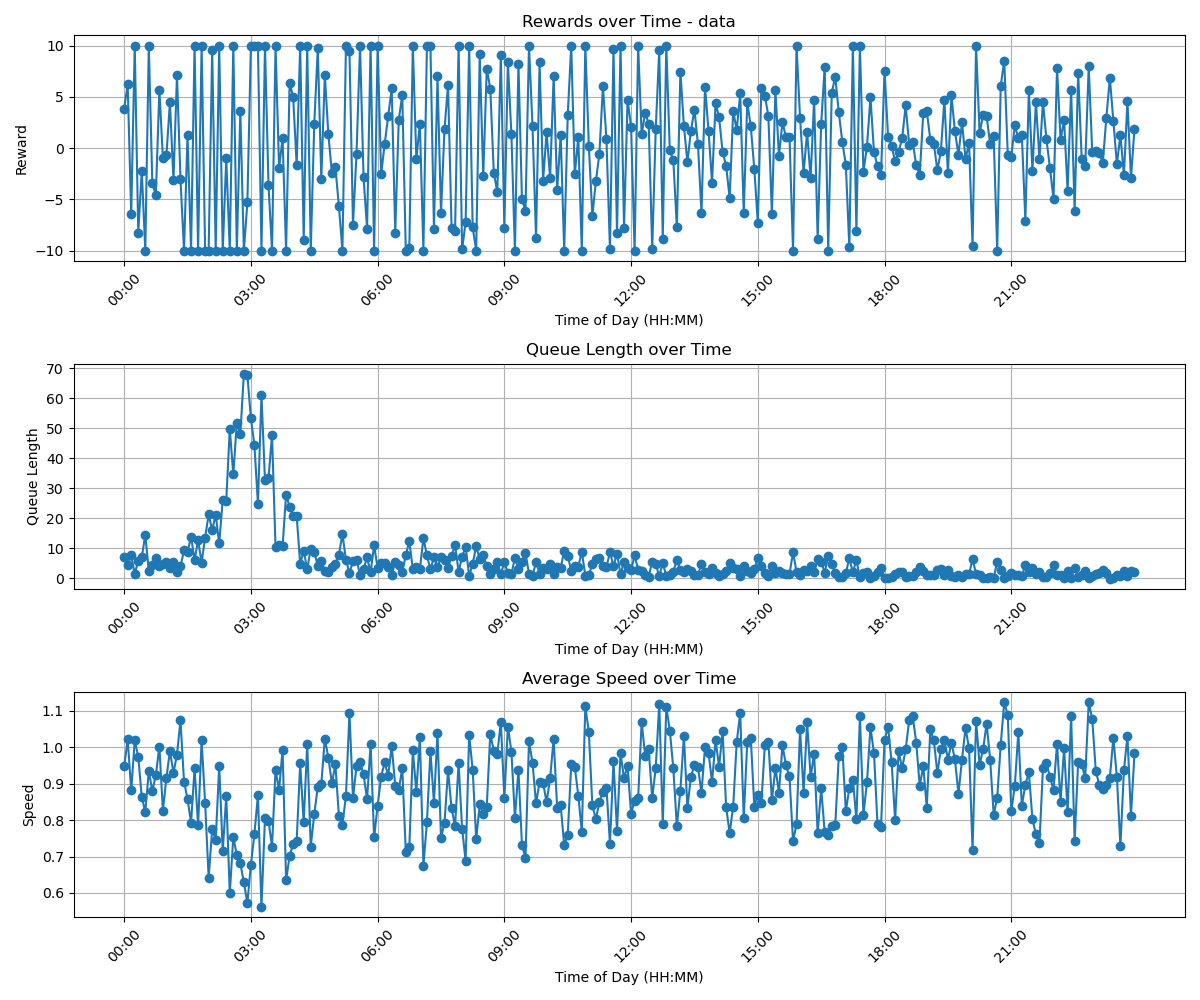 Rewards over Time - data
Reward
10
5
0
−5
−10
00:00 03:00 06:00 09:00 12:00 15:00 18:00 21:00
Time of Day (HH:MM)
Queue Length over Time
Queue Length
70
60
50
40
30
20
10
0
00:00 03:00 06:00 09:00 12:00 15:00 18:00 21:00
Time of Day (HH:MM)
Average Speed over Time
Speed
1.1
1.0
0.9
0.8
0.7
0.6
00:00 03:00 06:00 09:00 12:00 15:00 18:00 21:00
Time of Day (HH:MM)